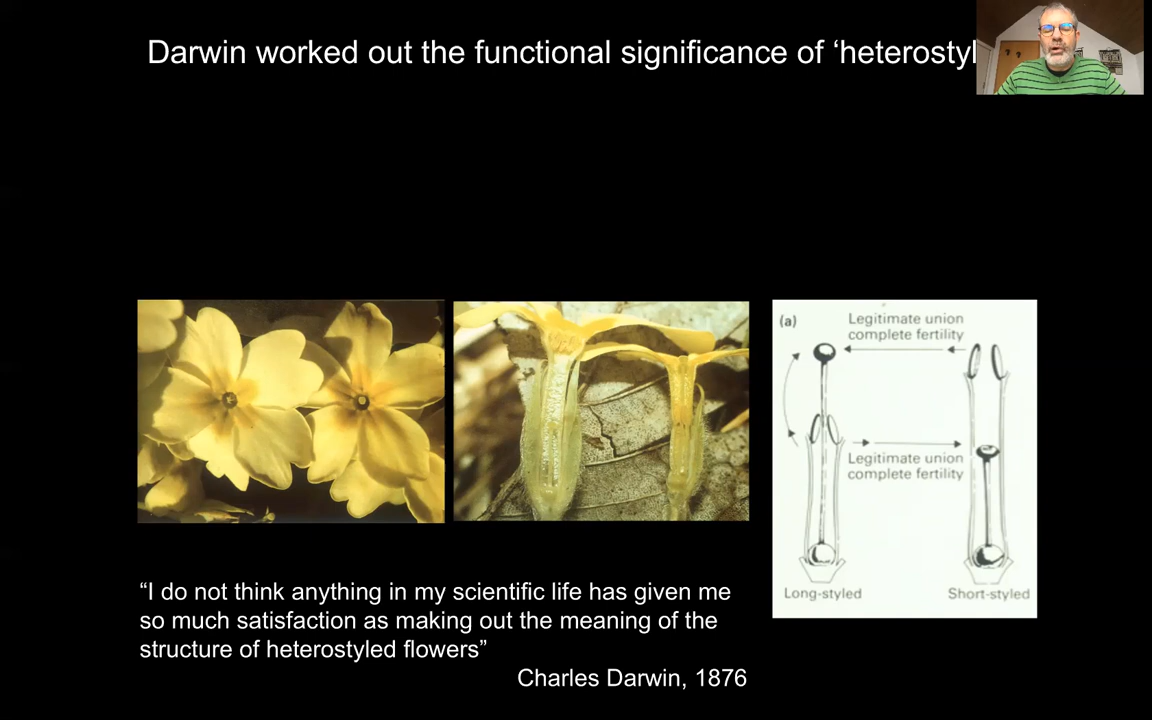 Darwin worked out the functional significance of ‘heterostyl
(a)
Legitimate union
complete fertility
Legitimate union
complete fertility
Long-styled
Short-styled
“I do not think anything in my scientific life has given me
so much satisfaction as making out the meaning of the
structure of heterostyled flowers”
Charles Darwin, 1876